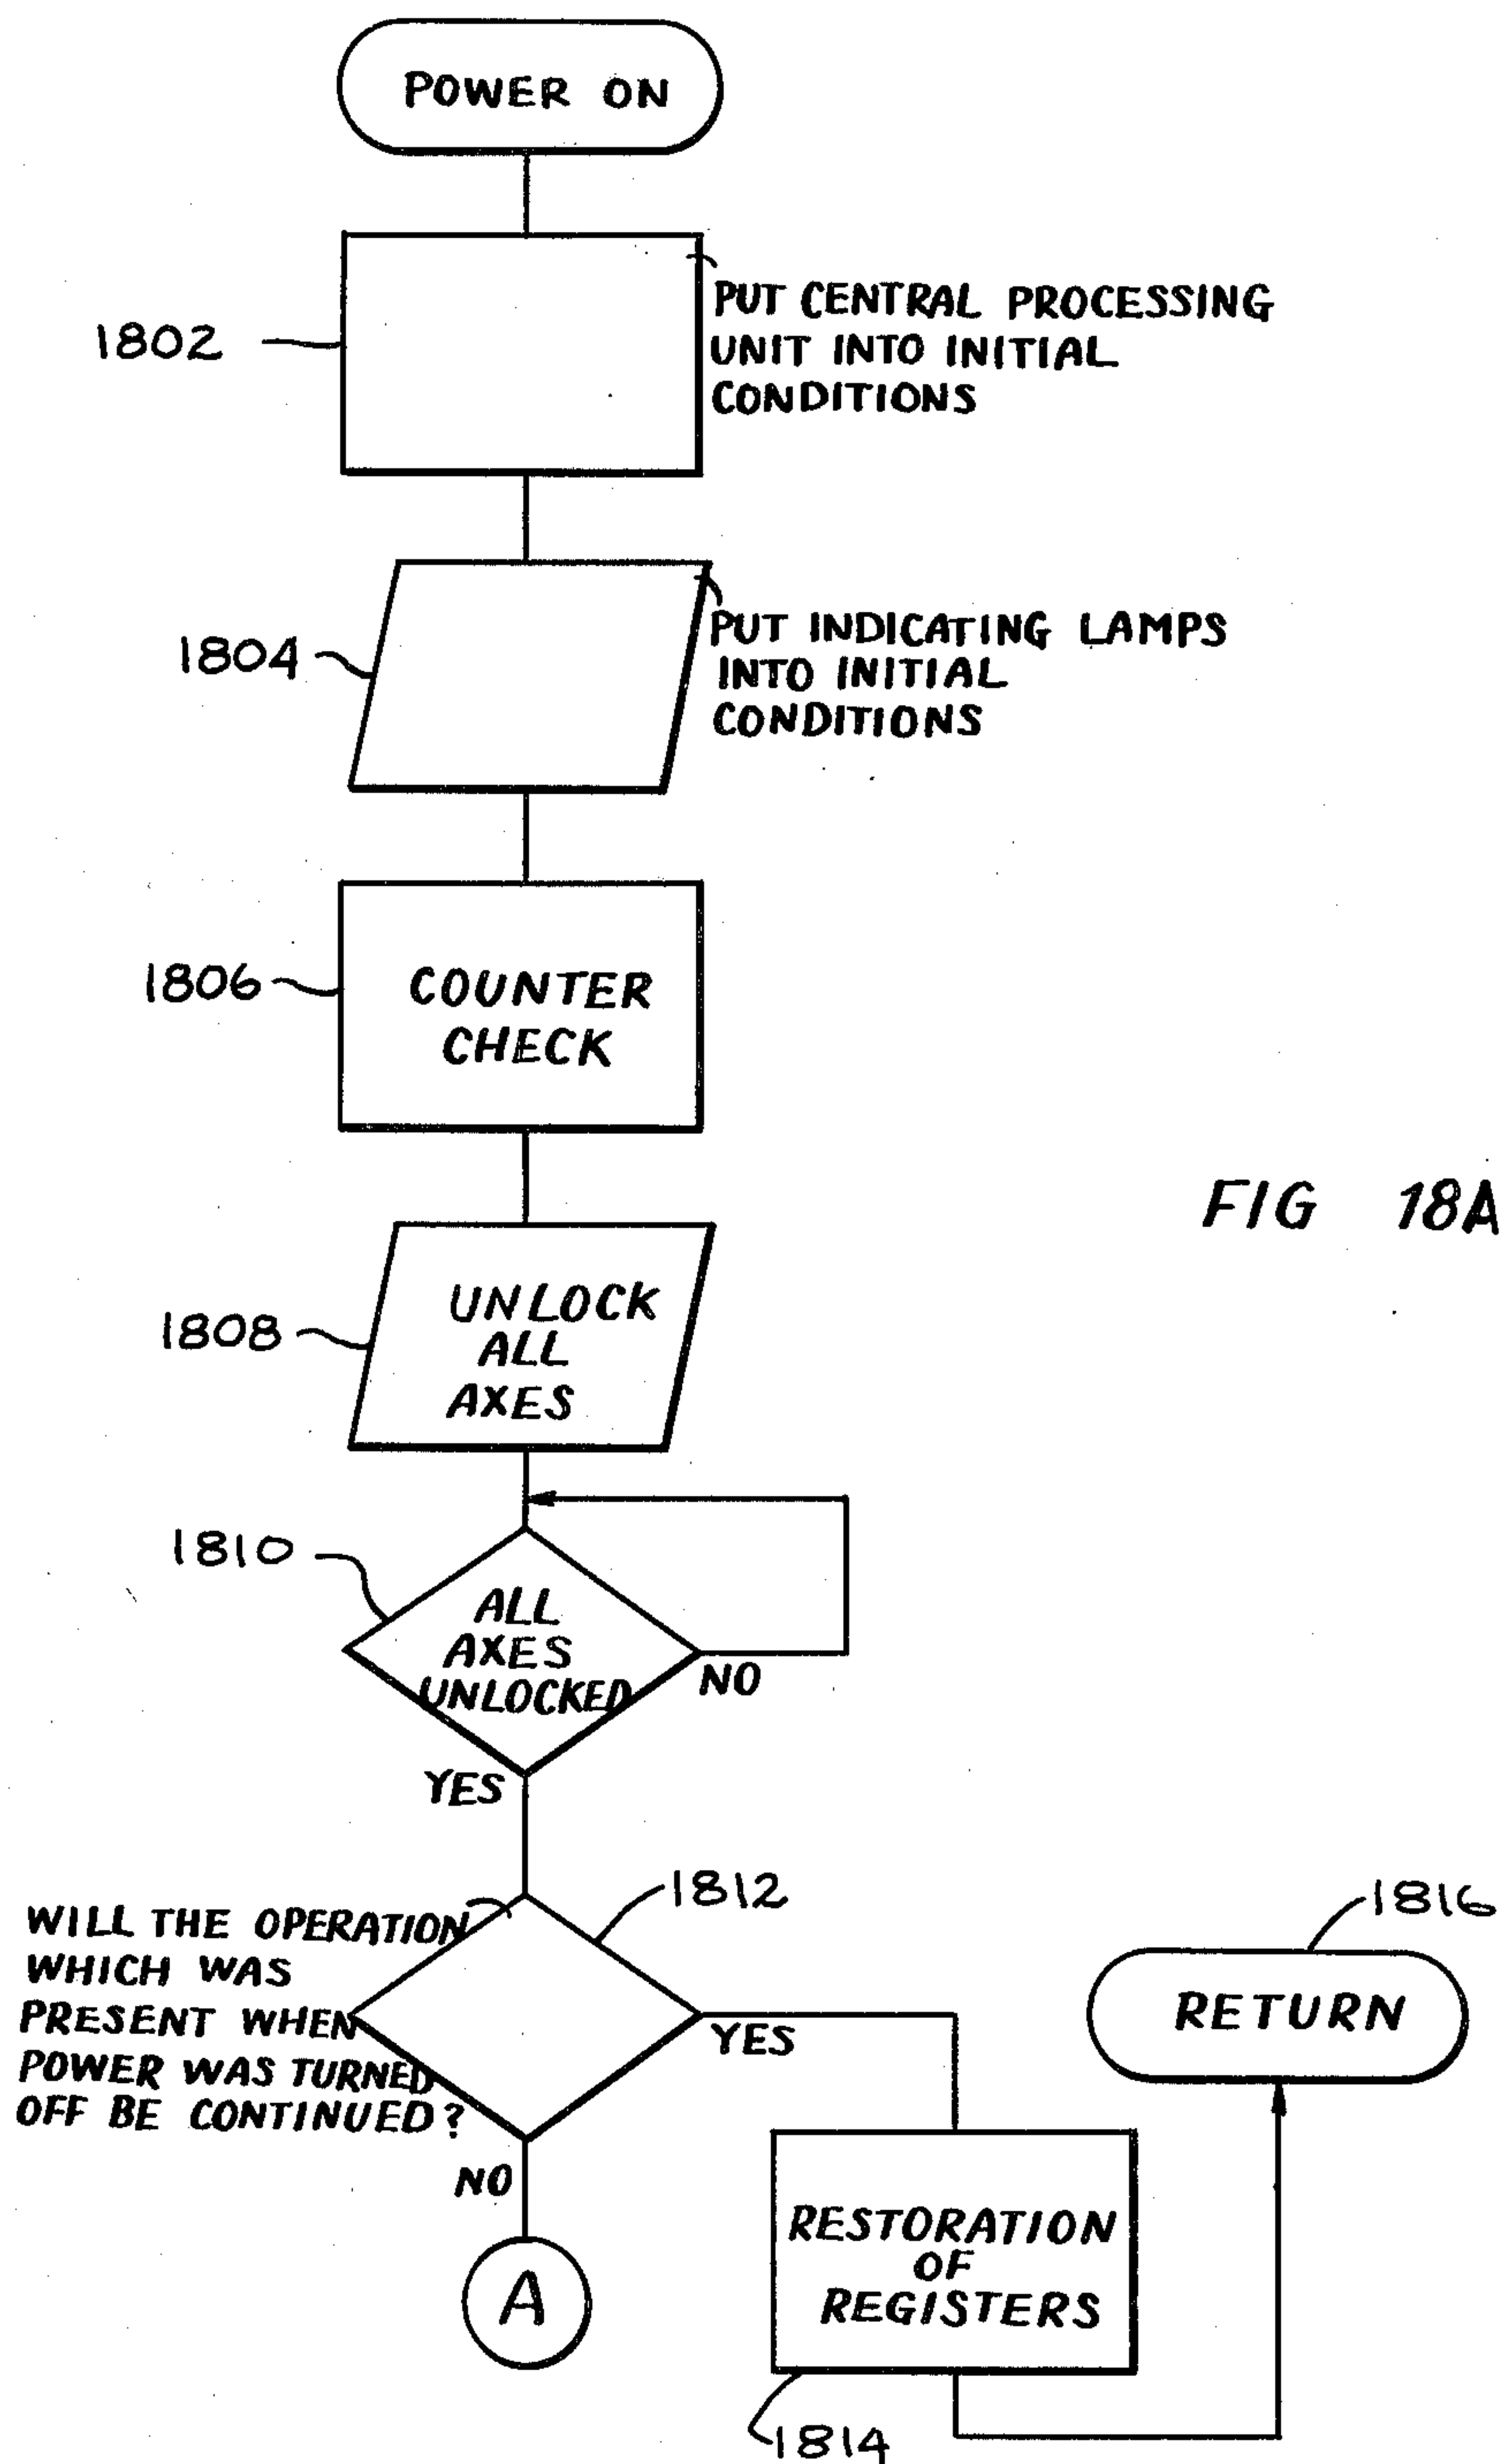 POWER ON
1802
PUT CENTRAL PROCESSING
UNIT INTO INITIAL
CONDITIONS
1804
PUT INDICATING LAMPS
INTO INITIAL
CONDITIONS
1806
COUNTER
CHECK
FIG 18A
1808
UNLOCK
ALL
AXES
1810
ALL
AXES
UNLOCKED
NO
YES
1812
WILL THE OPERATION
WHICH WAS
PRESENT WHEN
POWER WAS TURNED
OFF BE CONTINUED?
YES
1816
RETURN
NO
A
RESTORATION
OF
REGISTERS
1814